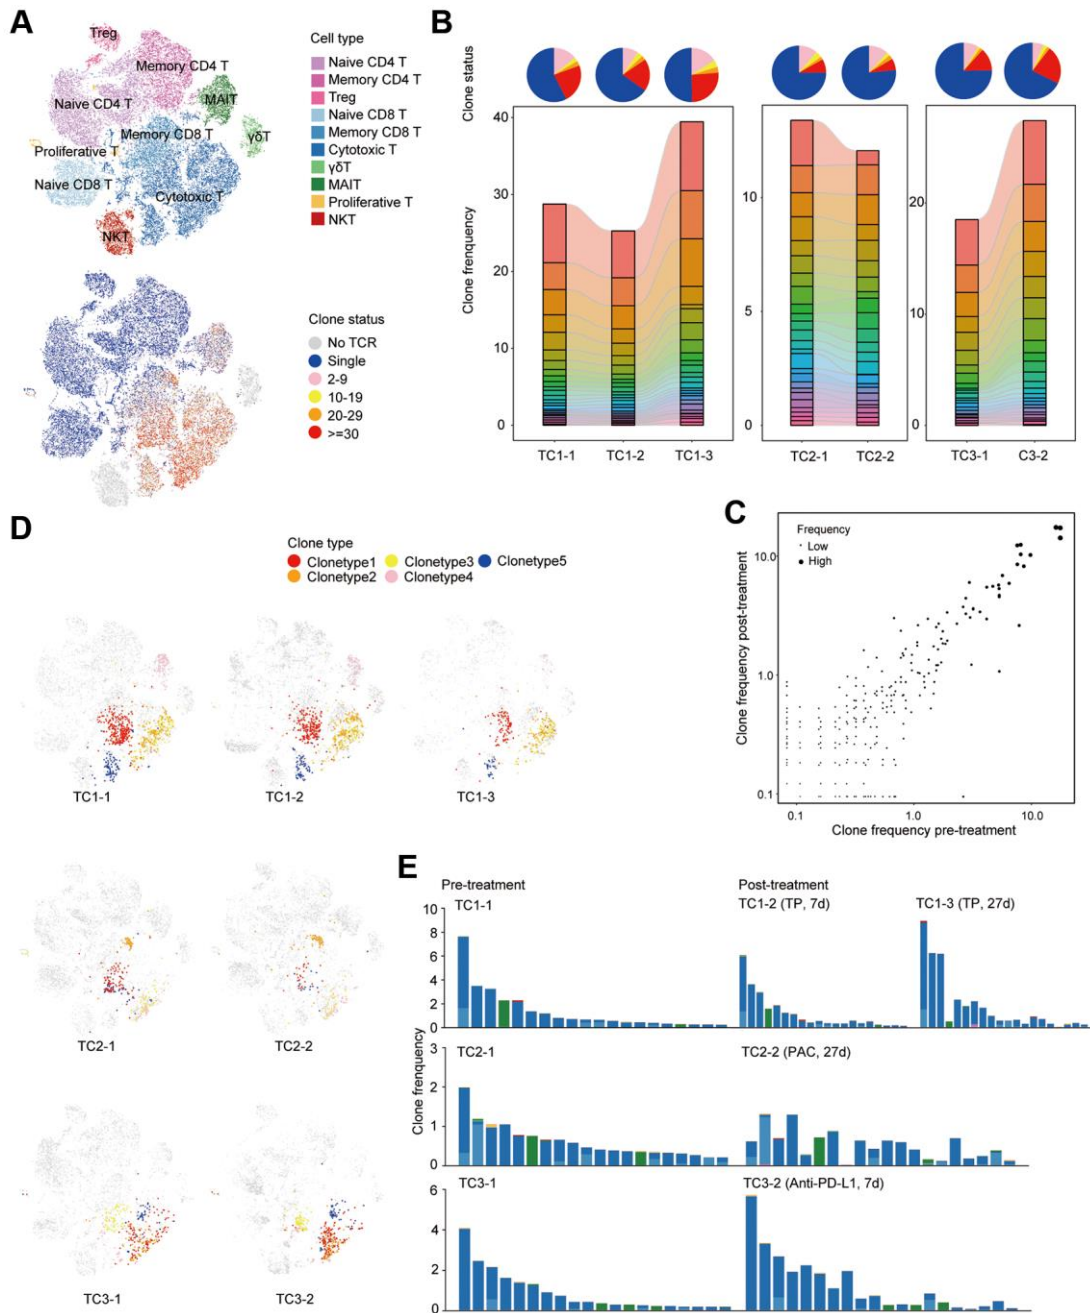 A
Treg
Memory CD4 T
Naive CD4 T
MAIT
Memory CD8 T
γδT
Proliferative T
Naive CD8 T
Cytotoxic T
NKT
Cell type
Naive CD4 T
Memory CD4 T
Treg
Naive CD8 T
Memory CD8 T
Cytotoxic T
γδT
MAIT
Proliferative T
NKT
Clone status
No TCR
Single
2-9
10-19
20-29
>=30
B
Clone status
Clone frenquency
40
30
20
10
0
TC1-1 TC1-2 TC1-3
10
5
0
TC2-1 TC2-2
20
10
0
TC3-1 C3-2
C
Frequency
Low
High
Clone frequency post-treatment
10.0
1.0
0.1
0.1 1.0 10.0
Clone frequency pre-treatment
D
Clone type
Clonetype1 Clonetype3 Clonetype5
Clonetype2 Clonetype4
TC1-1 TC1-2 TC1-3
TC2-1 TC2-2
TC3-1 TC3-2
E
Pre-treatment Post-treatment
TC1-1 TC1-2 (TP, 7d) TC1-3 (TP, 27d)
10
8
6
4
2
0
Clone frenquency
TC2-1 TC2-2 (PAC, 27d)
3
2
1
0
TC3-1 TC3-2 (Anti-PD-L1, 7d)
6
4
2
0